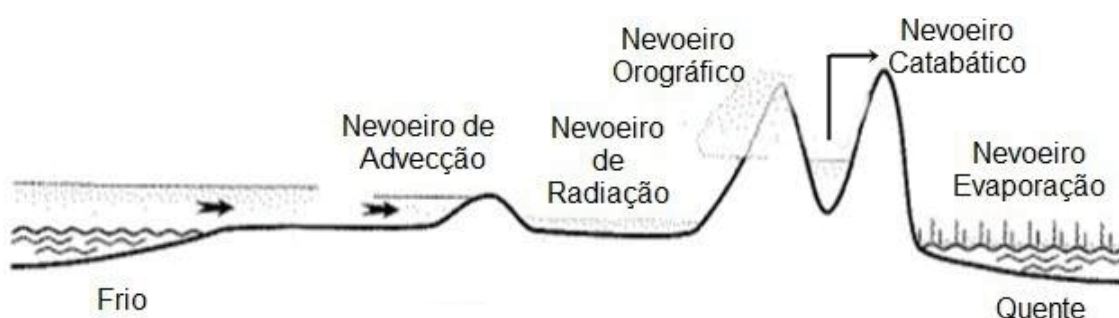 Nevoeiro
Orográfico
Nevoeiro
Catabático
Nevoeiro de
Advecção
Nevoeiro
de
Radiação
Nevoeiro
Evaporação
Frio
Quente